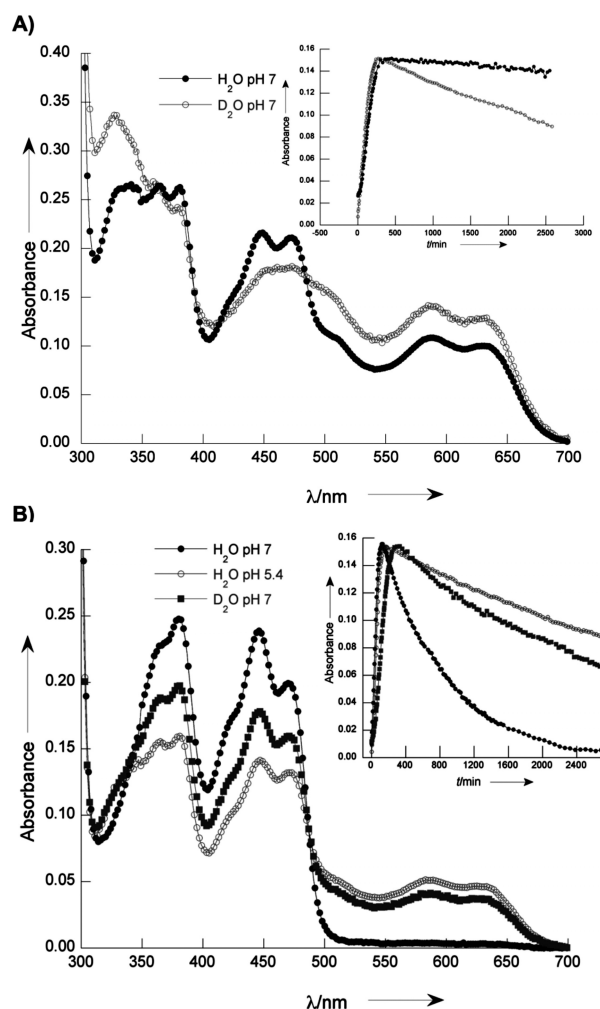 A)
0.40
0.35
0.30
0.25
0.20
0.15
0.10
0.05
0.00
Absorbance
H2O pH 7
D2O pH 7
0.16
0.14
0.12
0.10
0.08
0.06
0.04
0.02
0.00
Absorbance
-500 0 500 1000 1500 2000 2500 3000
t/min
300 350 400 450 500 550 600 650 700
λ/nm
B)
0.30
0.25
0.20
0.15
0.10
0.05
0.00
Absorbance
H2O pH 7
H2O pH 5.4
D2O pH 7
0.16
0.14
0.12
0.10
0.08
0.06
0.04
0.02
0.00
Absorbance
0 400 800 1200 1600 2000 2400
t/min
300 350 400 450 500 550 600 650 700
λ/nm